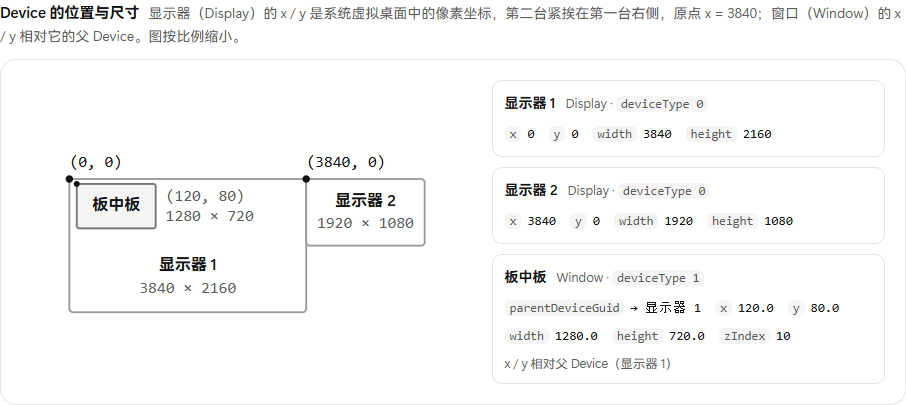 Device 的位置与尺寸 显示器（Display）的 x / y 是系统虚拟桌面中的像素坐标，第二台紧挨在第一台右侧，原点 x = 3840；窗口（Window）的 x
/ y 相对它的父 Device。图按比例缩小。
(0, 0)
(3840, 0)
板中板
(120, 80)
1280 × 720
显示器 2
1920 × 1080
显示器 1
3840 × 2160
显示器 1 Display · deviceType 0
x 0 y 0 width 3840 height 2160
显示器 2 Display · deviceType 0
x 3840 y 0 width 1920 height 1080
板中板 Window · deviceType 1
parentDeviceGuid → 显示器 1 x 120.0 y 80.0
width 1280.0 height 720.0 zIndex 10
x / y 相对父 Device（显示器 1）